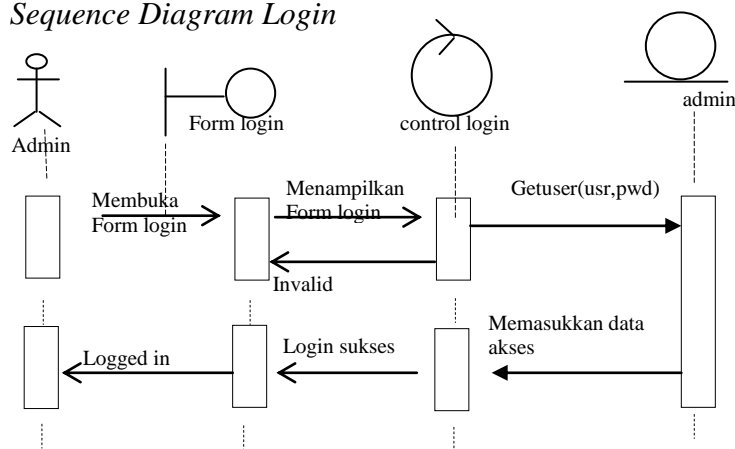 Sequence Diagram Login
admin
Form login
control login
Admin
Membuka
Form login
Menampilkan
Form login
Getuser(usr,pwd)
Invalid
Memasukkan data
akses
Login sukses
Logged in